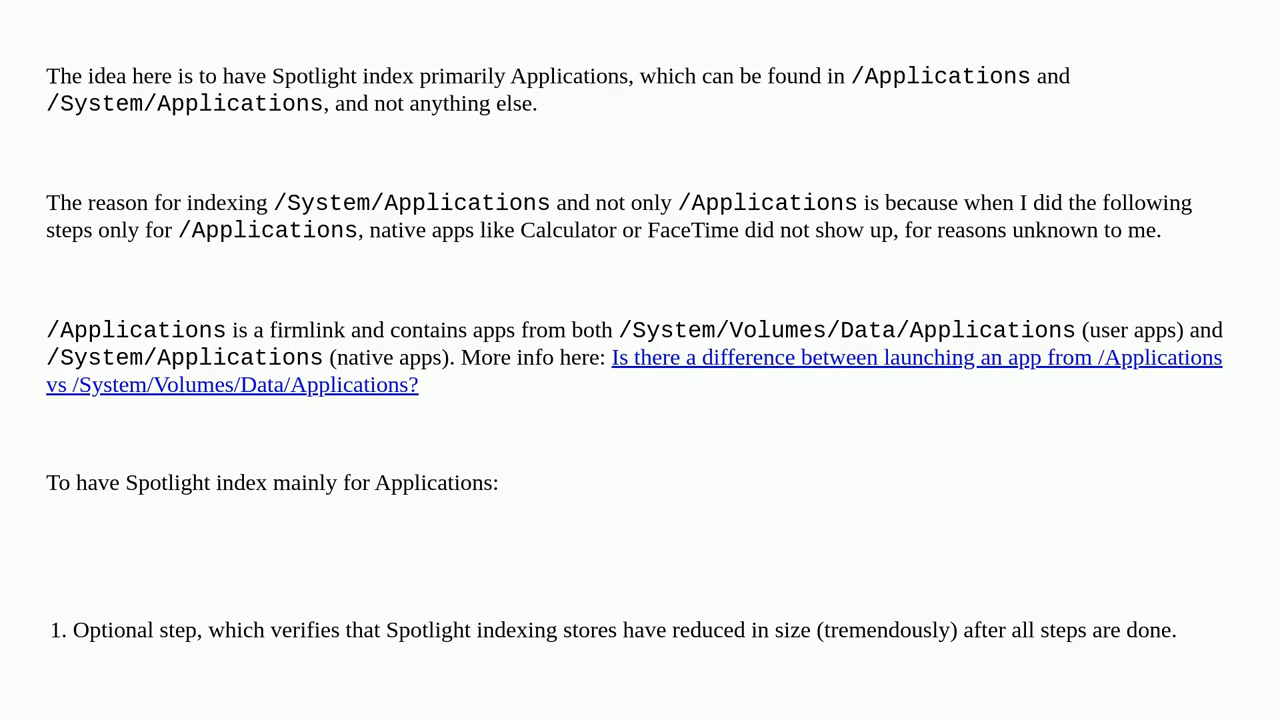 The idea here is to have Spotlight index primarily Applications, which can be found in /Applications and
/System/Applications, and not anything else.
The reason for indexing /System/Applications and not only /Applications is because when I did the following
steps only for /Applications, native apps like Calculator or FaceTime did not show up, for reasons unknown to me.
/Applications is a firmlink and contains apps from both /System/Volumes/Data/Applications (user apps) and
/System/Applications (native apps). More info here: Is there a difference between launching an app from /Applications
vs /System/Volumes/Data/Applications?
To have Spotlight index mainly for Applications:
1. Optional step, which verifies that Spotlight indexing stores have reduced in size (tremendously) after all steps are done.